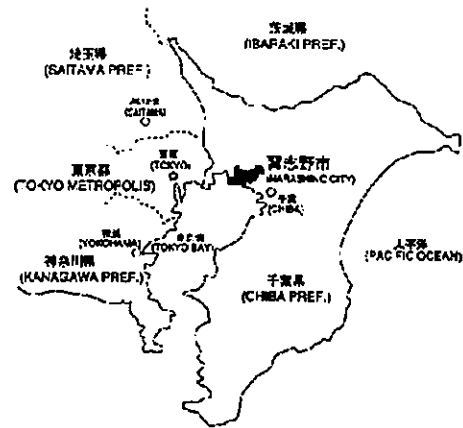 茨城県
(IBARAKI PREF.)
埼玉県
(SAITAMA PREF.)
(SAITAMA)
東京都
(TOKYO METROPOLIS)
東京
(TOKYO)
習志野市
(NARASHINO CITY)
千葉
(CHIBA)
横浜
(YOKOHAMA)
東京湾
(TOKYO BAY)
太平洋
(PACIFIC OCEAN)
神奈川県
(KANAGAWA PREF.)
千葉県
(CHIBA PREF.)